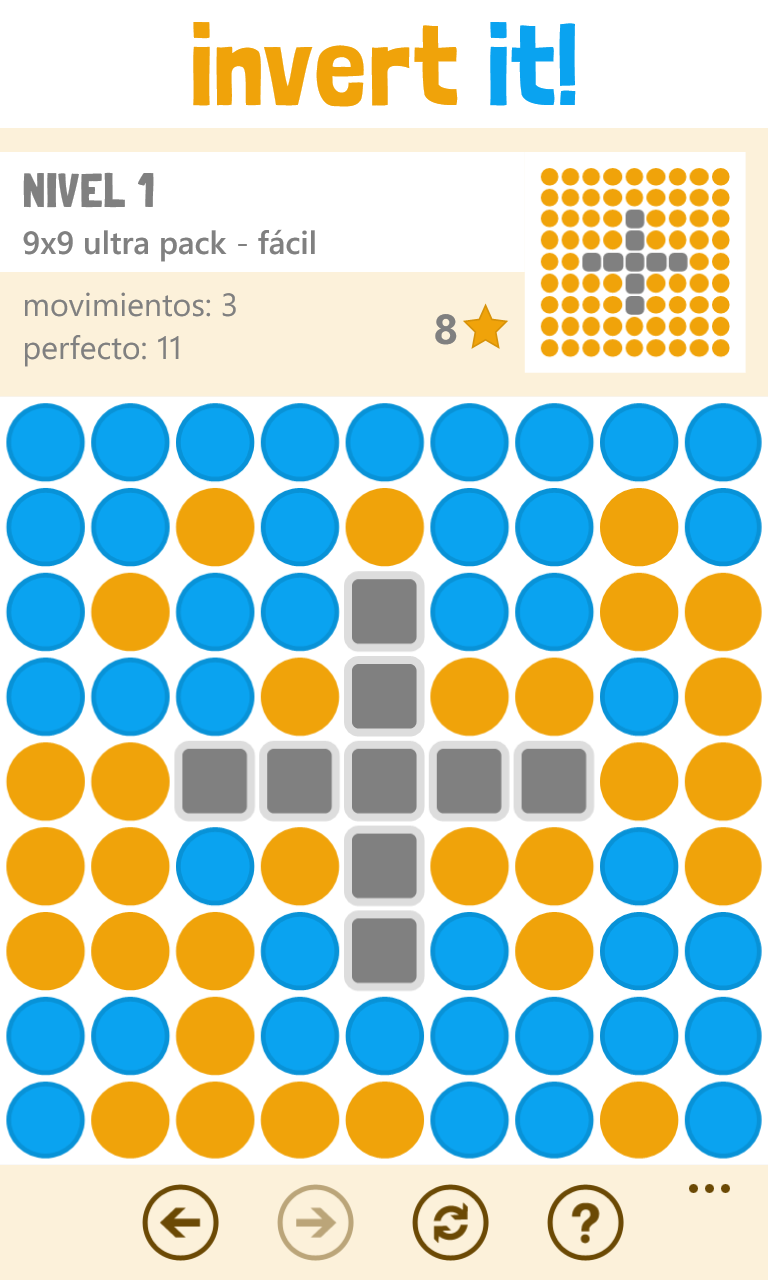 invert it!
NIVEL 1
9x9 ultra pack - fácil
movimientos: 3
perfecto: 11
8
?